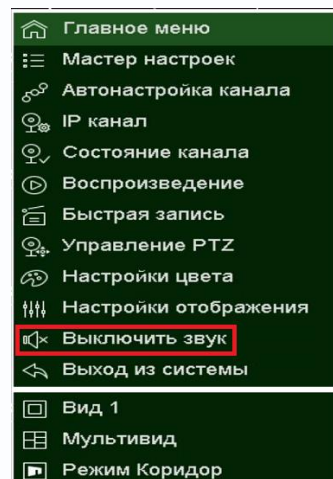 Главное меню
Мастер настроек
Автонастройка канала
IP канал
Состояние канала
Воспроизведение
Быстрая запись
Управление PTZ
Настройки цвета
Настройки отображения
Выключить звук
Выход из системы
Вид 1
Мультивид
Режим Коридор